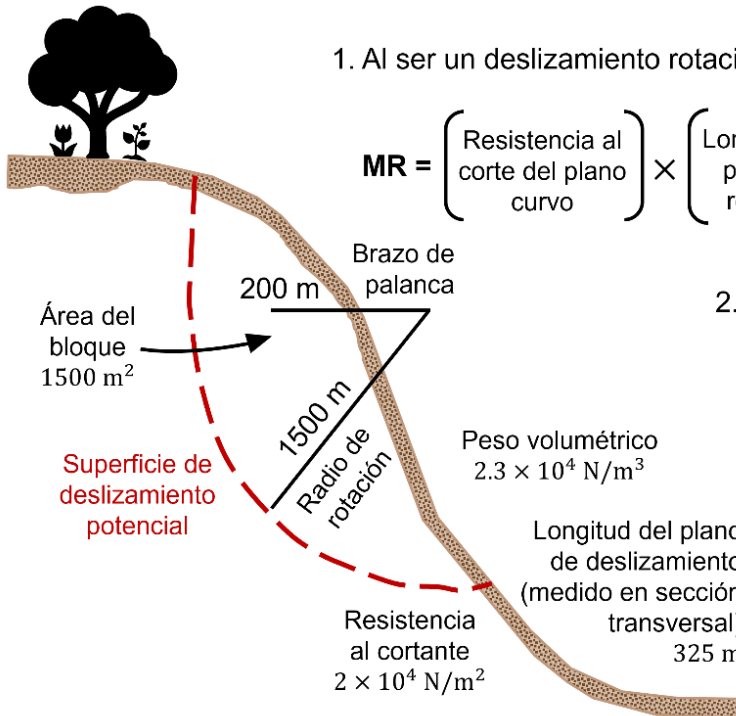 1. Al ser un deslizamiento
MR =
Resistencia al
corte del plano
curvo
×
Brazo de
palanca
200 m
2.
Área del
bloque
1500 m²
1500 m
Radio de
rotación
Peso volumétrico
2.3 × 10⁴ N/m³
Superficie de
deslizamiento
potencial
Longitud del plano
de deslizamiento
(medido en sección
transversal)
325 m
Resistencia
al cortante
2 × 10⁴ N/m²